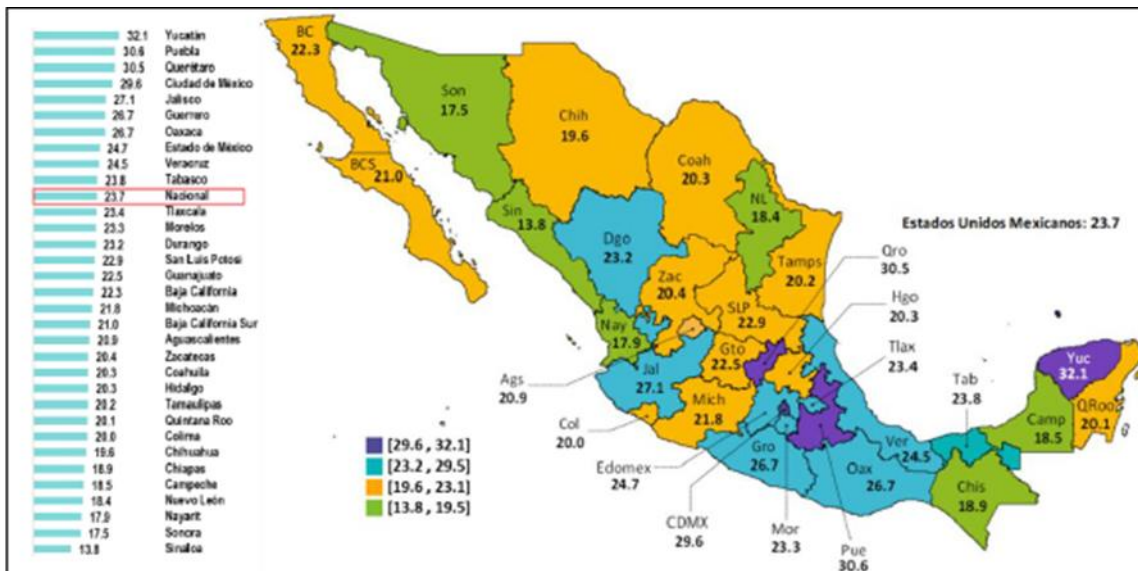 32.1 Yucatán
30.6 Puebla
30.5 Querétaro
29.6 Ciudad de México
27.1 Jalisco
26.7 Guerrero
26.7 Oaxaca
24.7 Estado de México
24.5 Veracruz
23.8 Tabasco
23.7 Nacional
23.4 Tlaxcala
23.3 Morelos
23.2 Durango
22.9 San Luis Potosí
22.5 Guanajuato
22.3 Baja California
21.8 Michoacán
21.0 Baja California Sur
20.9 Aguascalientes
20.4 Zacatecas
20.3 Coahuila
20.3 Hidalgo
20.2 Tamaulipas
20.1 Quintana Roo
20.0 Colima
19.6 Chihuahua
18.9 Chiapas
18.5 Campeche
18.4 Nuevo León
17.9 Nayarit
17.5 Sonora
13.8 Sinaloa
BC
22.3
Son
17.5
Chih
19.6
BCS
21.0
Coah
20.3
Sin
13.8
NL
18.4
Dgo
23.2
Estados Unidos Mexicanos: 23.7
Qro
30.5
Tamps
20.2
Zac
20.4
Hgo
20.3
SLP
22.9
Nay
17.9
Tlax
23.4
Gto
22.5
Yuc
32.1
Jal
27.1
Ags
20.9
Tab
23.8
Mich
21.8
QRoo
20.1
Camp
18.5
Col
20.0
Ver
24.5
Gro
26.7
Edomex
24.7
Oax
26.7
Chis
18.9
CDMX
29.6
Mor
23.3
Pue
30.6
[29.6 , 32.1]
[23.2 , 29.5]
[19.6 , 23.1]
[13.8 , 19.5]